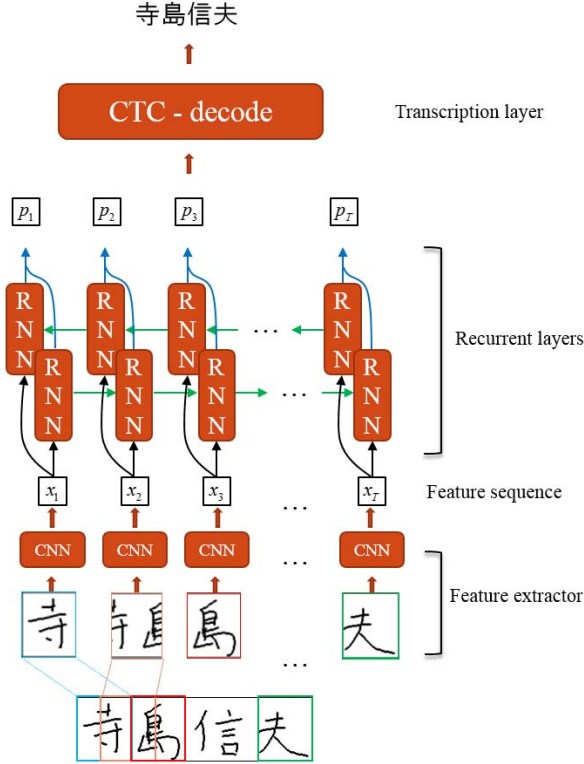 寺島信夫
CTC - decode
Transcription layer
p1 p2 p3 pT
R
N
N
R
N
N
R
N
N
...
R
N
N
Recurrent layers
R
N
N
R
N
N
R
N
N
...
R
N
N
x1 x2 x3 ... xT
Feature sequence
CNN CNN CNN ... CNN
Feature extractor
寺 寺島 島 ... 夫
寺島信夫